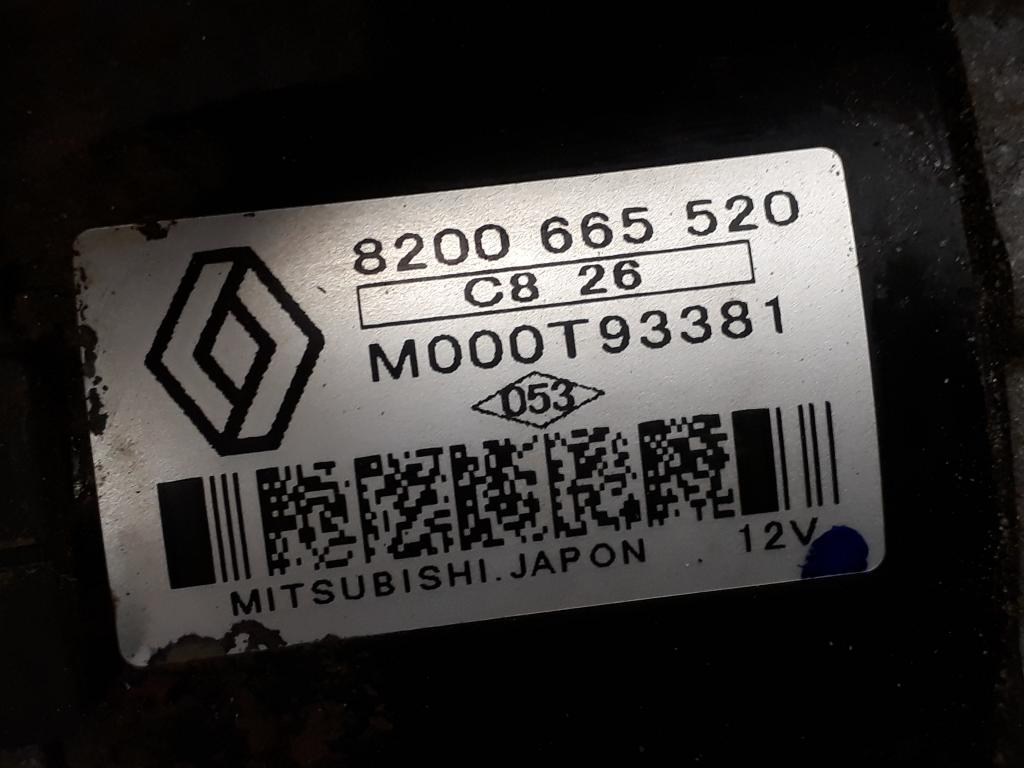 8200 665 520
C8 26
M000T93381
053
MITSUBISHI.JAPON 12V